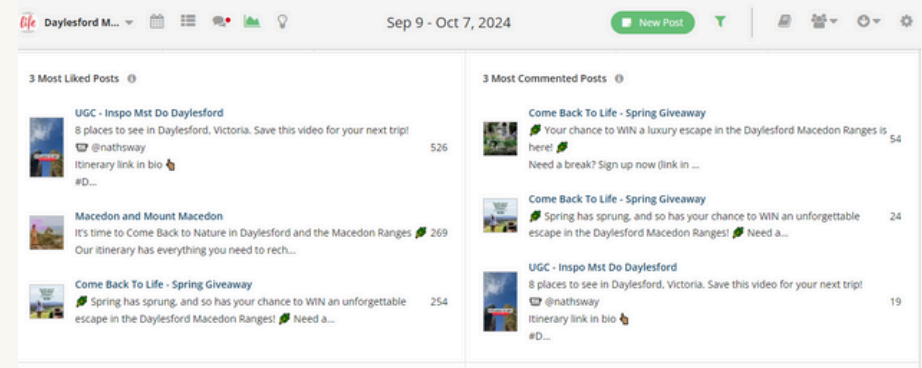 life
Daylesford M...
Sep 9 - Oct 7, 2024
New Post
3 Most Liked Posts
UGC - Inspo Mst Do Daylesford
8 places to see in Daylesford, Victoria. Save this video for your next trip!
@nathsway
Itinerary link in bio
#D...
526
Macedon and Mount Macedon
It's time to Come Back to Nature in Daylesford and the Macedon Ranges
Our itinerary has everything you need to rech...
269
Come Back To Life - Spring Giveaway
Spring has sprung, and so has your chance to WIN an unforgettable
escape in the Daylesford Macedon Ranges! Need a...
254
3 Most Commented Posts
Come Back To Life - Spring Giveaway
Your chance to WIN a luxury escape in the Daylesford Macedon Ranges is
here!
Need a break? Sign up now (link in ...
54
Come Back To Life - Spring Giveaway
Spring has sprung, and so has your chance to WIN an unforgettable
escape in the Daylesford Macedon Ranges! Need a...
24
UGC - Inspo Mst Do Daylesford
8 places to see in Daylesford, Victoria. Save this video for your next trip!
@nathsway
Itinerary link in bio
#D...
19